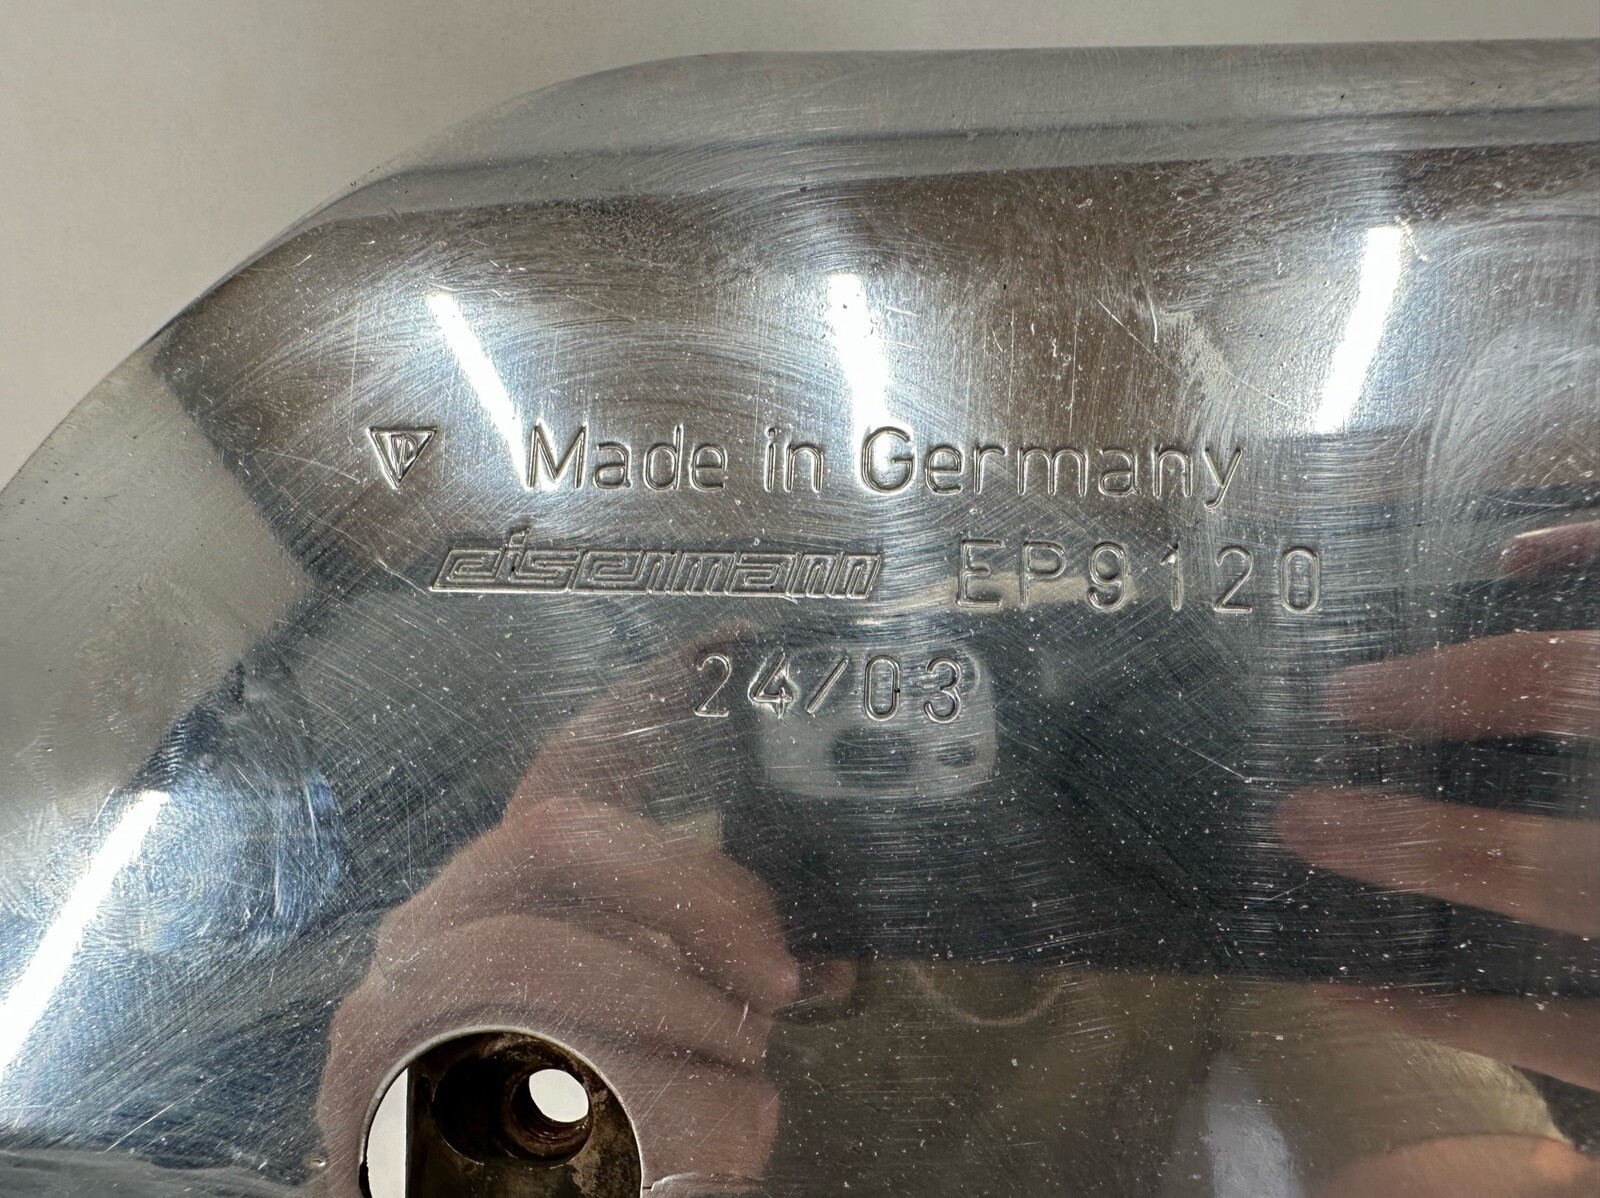 Made in Germany
eisenmann EP9120
24/03